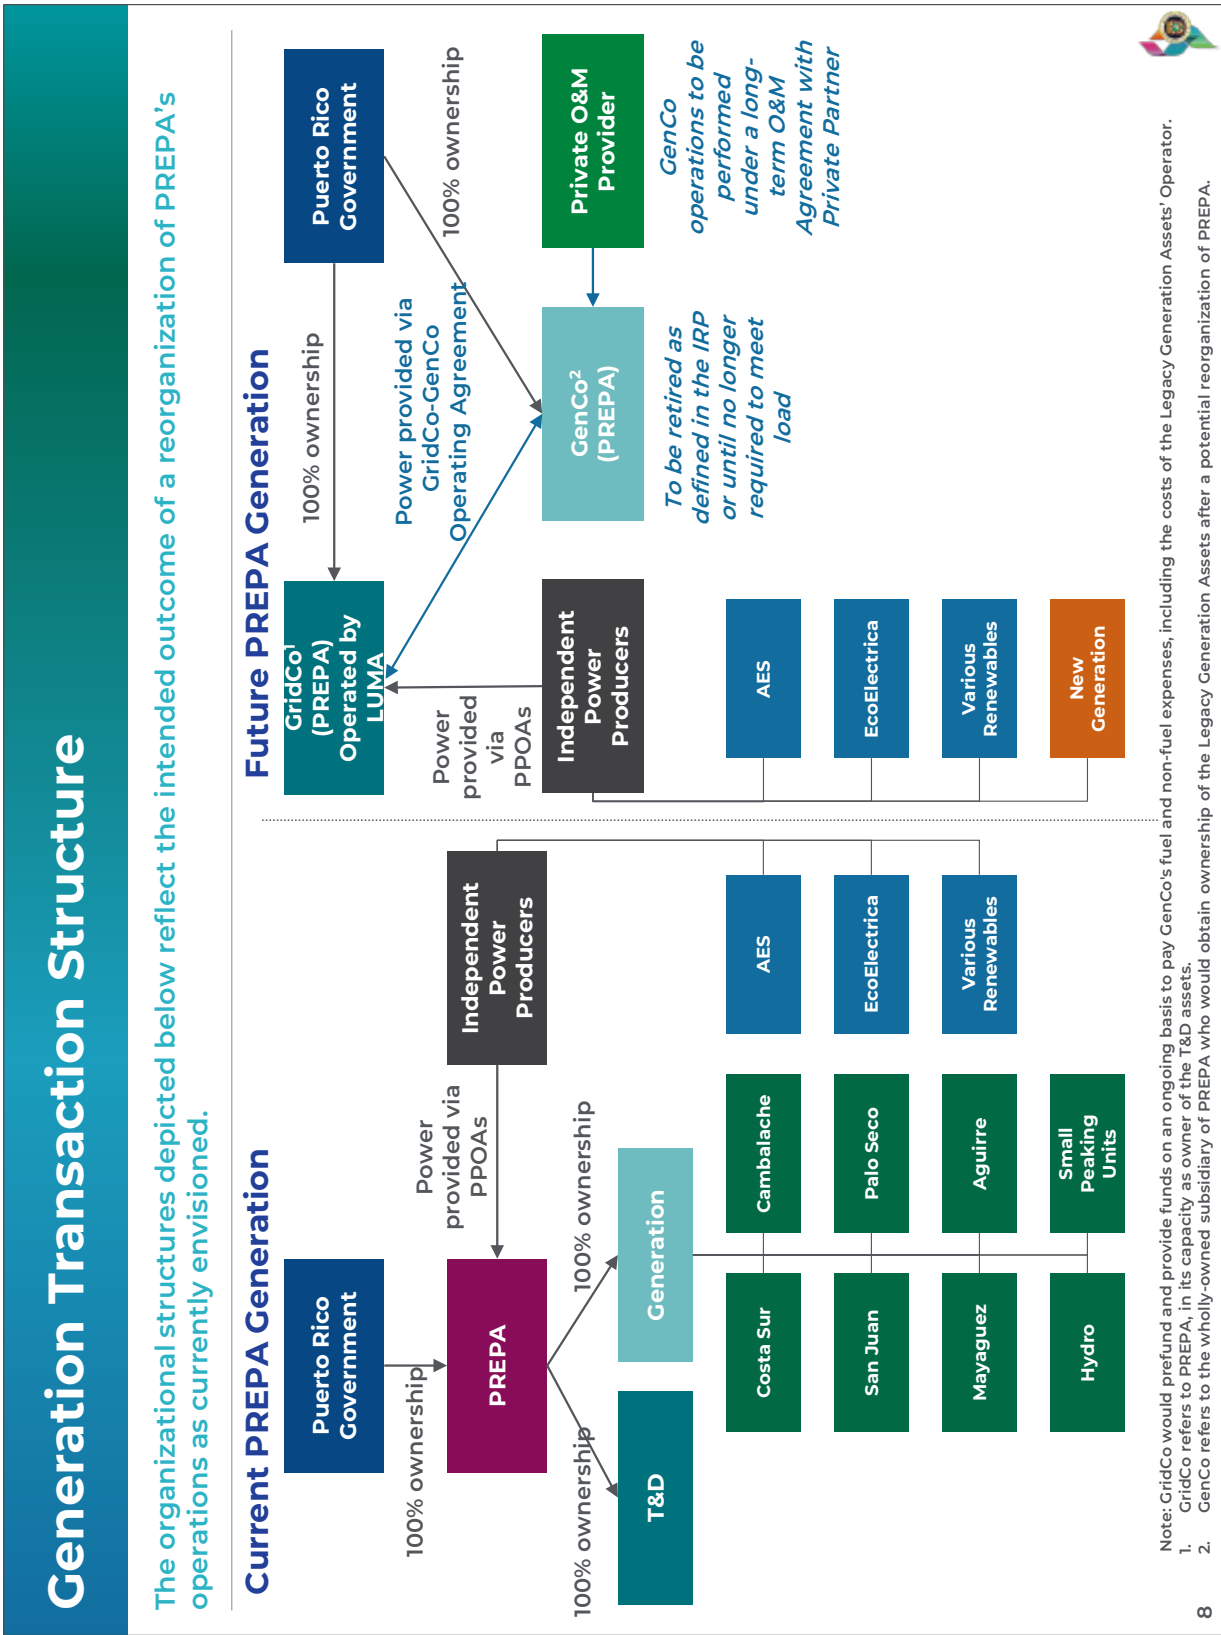 Generation Transaction Structure
The organizational structures depicted below reflect the intended outcome of a reorganization of PREPA's
operations as currently envisioned.
Current PREPA Generation
Puerto Rico
Government
100% ownership
PREPA
Power
provided via
PPOAs
Independent
Power
Producers
100% ownership
100% ownership
T&D
Generation
Costa Sur
Cambalache
AES
San Juan
Palo Seco
EcoElectrica
Mayaguez
Aguirre
Various
Renewables
Hydro
Small
Peaking
Units
Future PREPA Generation
GridCo¹
(PREPA)
Operated by
LUMA
100% ownership
Puerto Rico
Government
Power
provided
via
PPOAs
Power provided via
GridCo-GenCo
Operating Agreement
100% ownership
Independent
Power
Producers
GenCo²
(PREPA)
Private O&M
Provider
To be retired as
defined in the IRP
or until no longer
required to meet
load
GenCo
operations to be
performed
under a long-
term O&M
Agreement with
Private Partner
AES
EcoElectrica
Various
Renewables
New
Generation
Note: GridCo would prefund and provide funds on an ongoing basis to pay GenCo's fuel and non-fuel expenses, including the costs of the Legacy Generation Assets' Operator.
1. GridCo refers to PREPA, in its capacity as owner of the T&D assets.
2. GenCo refers to the wholly-owned subsidiary of PREPA who would obtain ownership of the Legacy Generation Assets after a potential reorganization of PREPA.
8